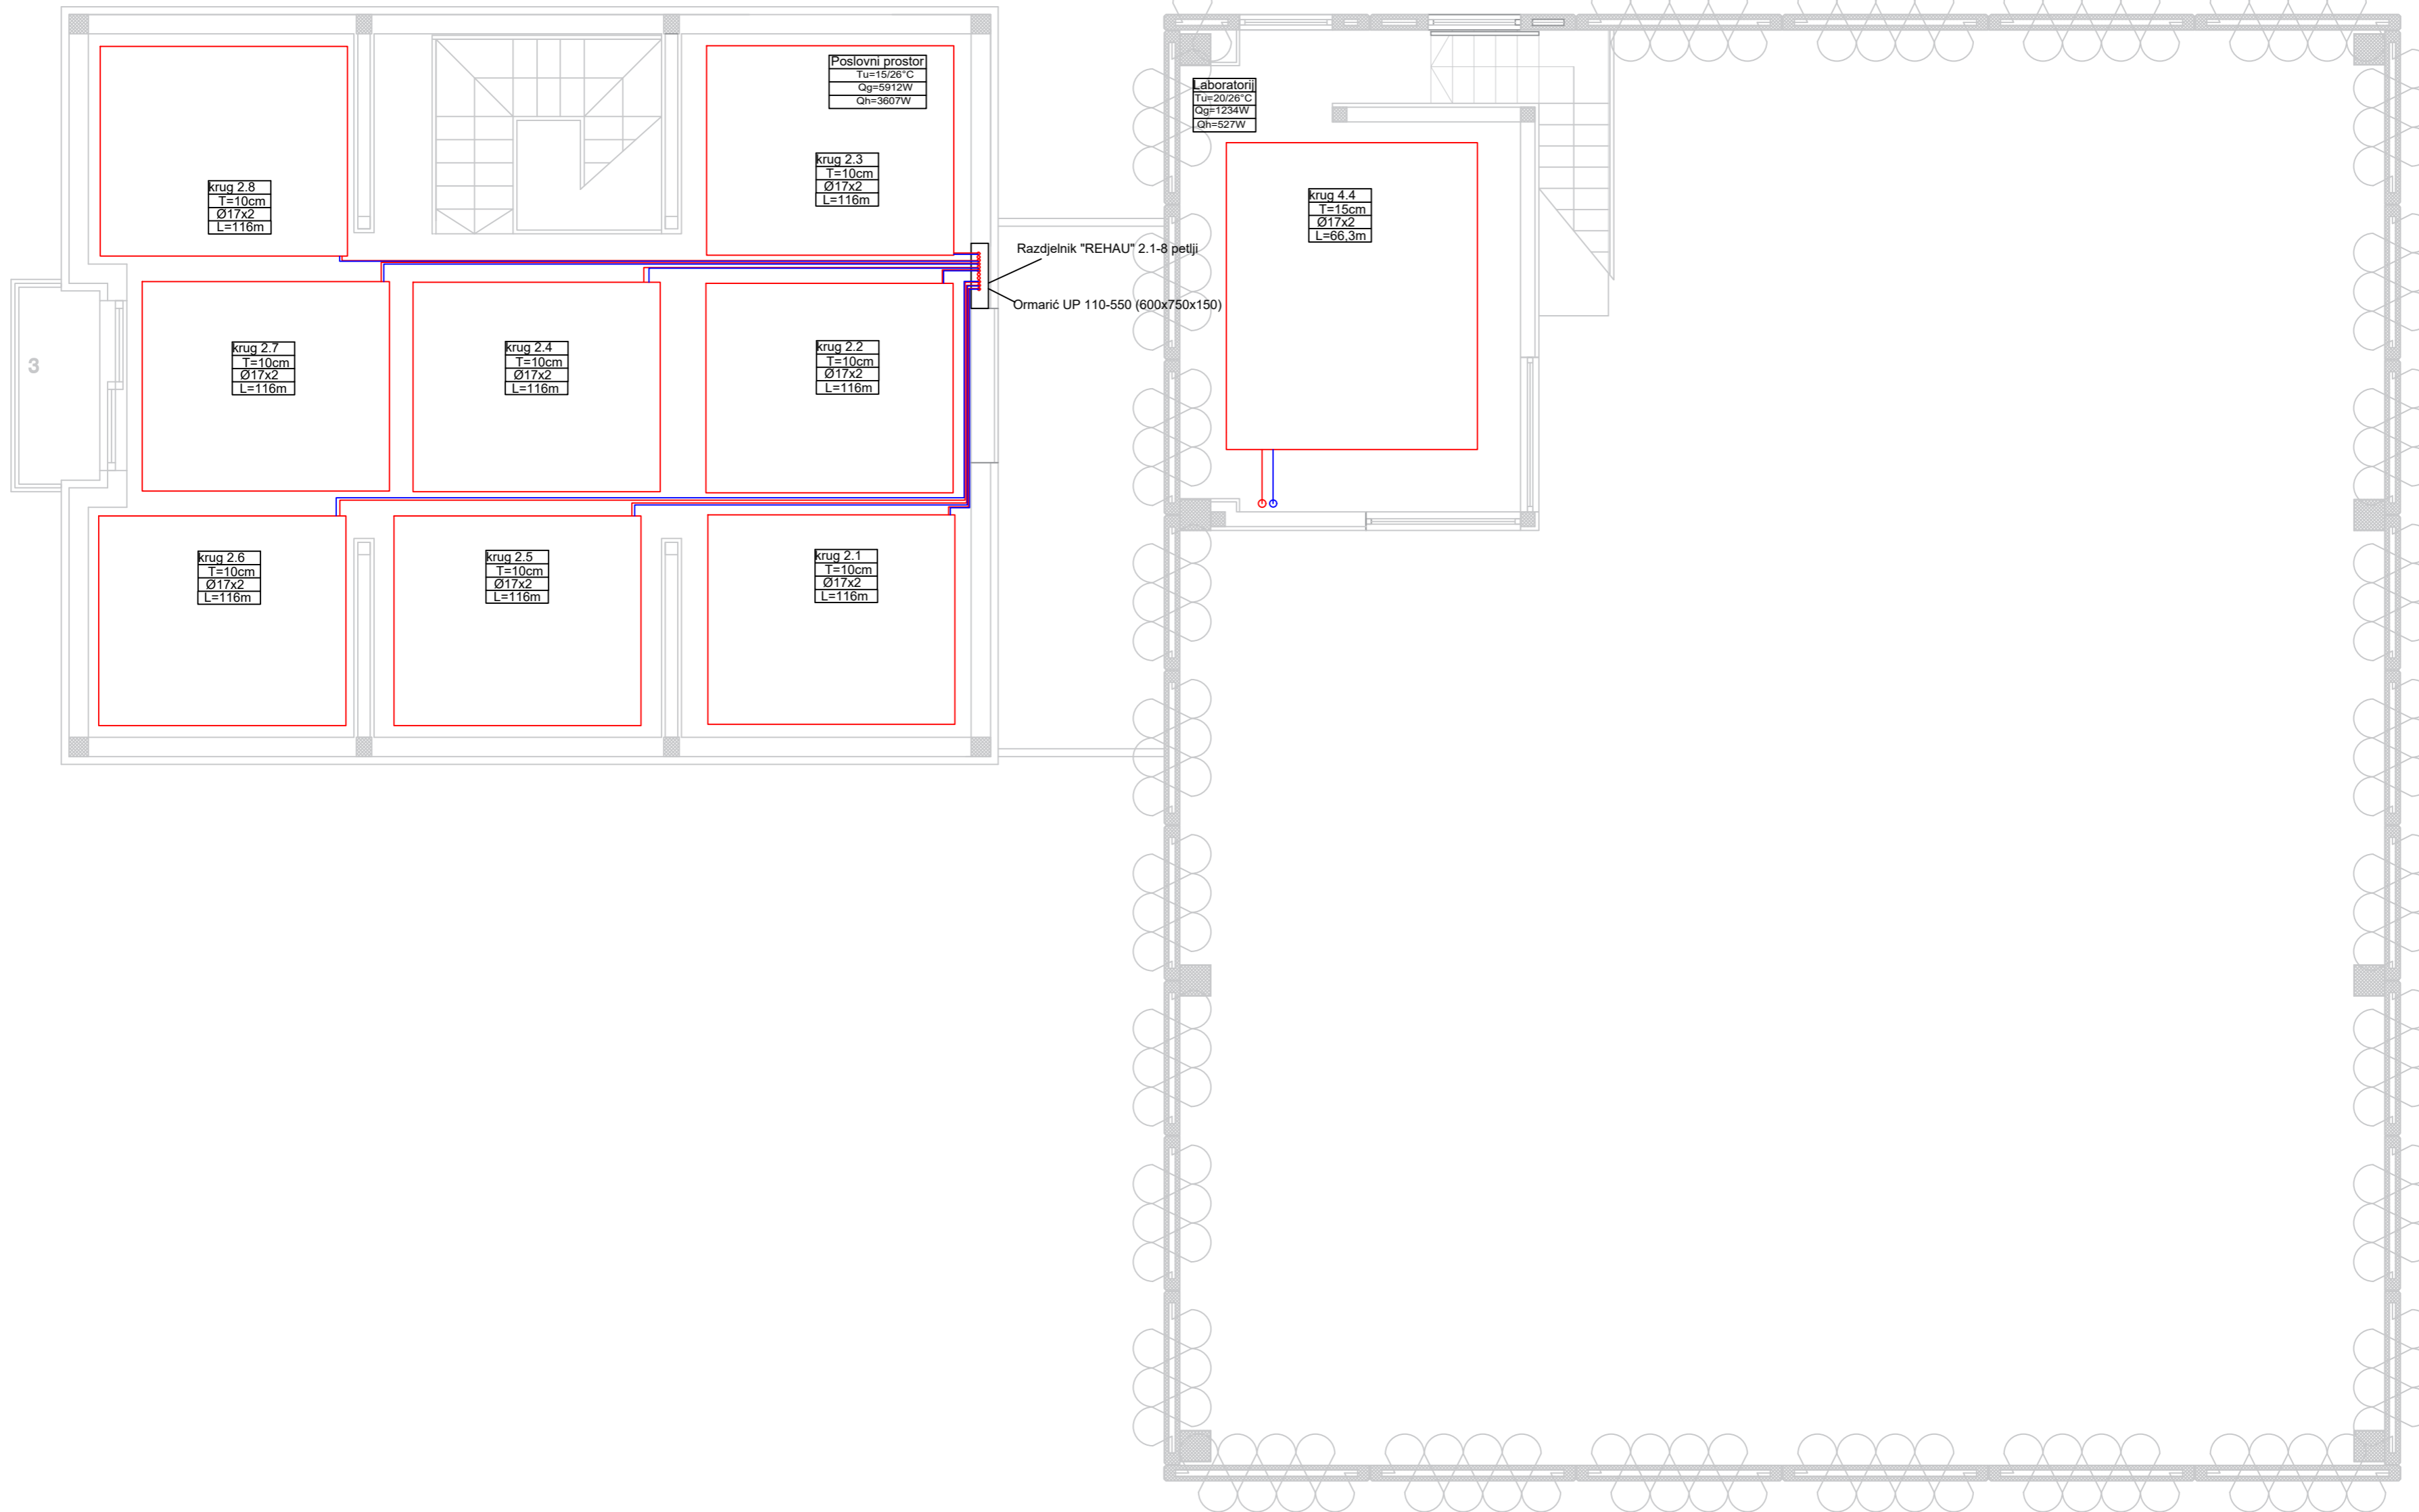 Poslovni prostor
Tu=15/26°C
Qg=5912W
Qh=3607W
Laboratorij
Tu=20/26°C
Qg=1234W
Qh=527W
krug 2.8
T=10cm
Ø17x2
L=116m
krug 2.3
T=10cm
Ø17x2
L=116m
krug 4.4
T=15cm
Ø17x2
L=66,3m
Razdjelnik "REHAU" 2.1-8 petlji
Ormarić UP 110-550 (600x750x150)
3
krug 2.7
T=10cm
Ø17x2
L=116m
krug 2.4
T=10cm
Ø17x2
L=116m
krug 2.2
T=10cm
Ø17x2
L=116m
krug 2.6
T=10cm
Ø17x2
L=116m
krug 2.5
T=10cm
Ø17x2
L=116m
krug 2.1
T=10cm
Ø17x2
L=116m